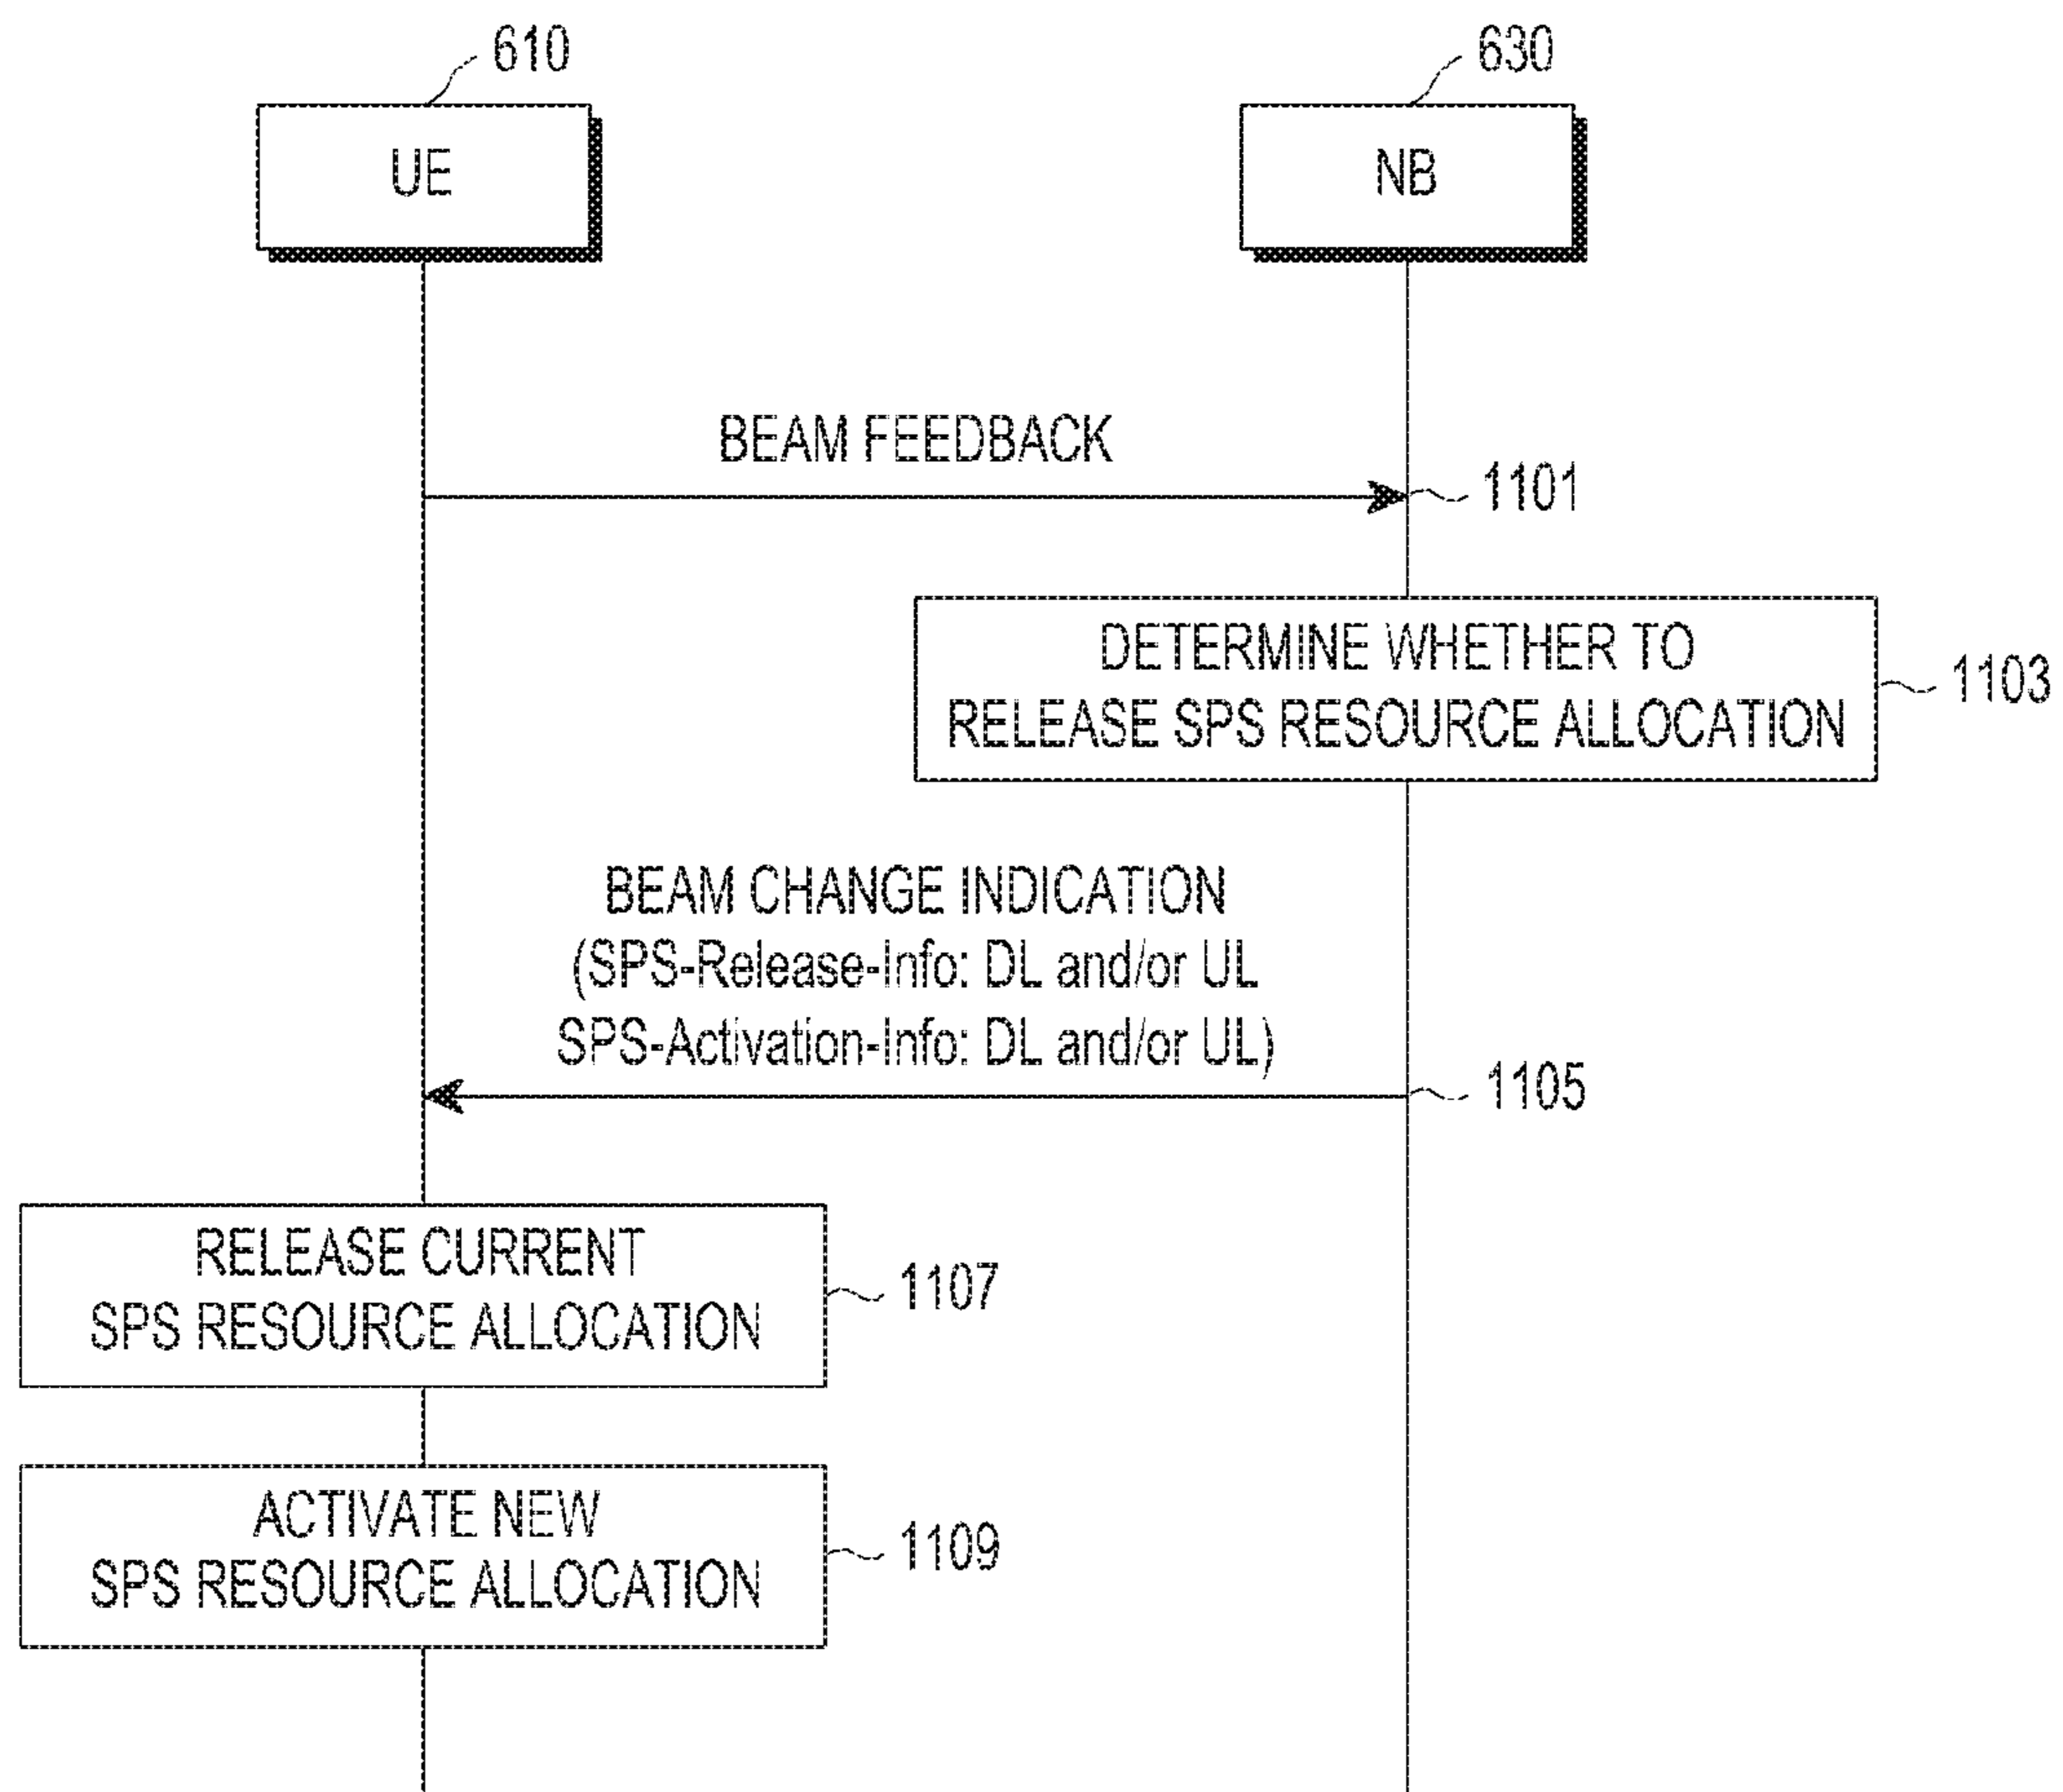 610
630
UE
NB
BEAM FEEDBACK
1101
DETERMINE WHETHER TO
RELEASE SPS RESOURCE ALLOCATION
1103
BEAM CHANGE INDICATION
(SPS-Release-Info: DL and/or UL
SPS-Activation-Info: DL and/or UL)
1105
RELEASE CURRENT
SPS RESOURCE ALLOCATION
1107
ACTIVATE NEW
SPS RESOURCE ALLOCATION
1109